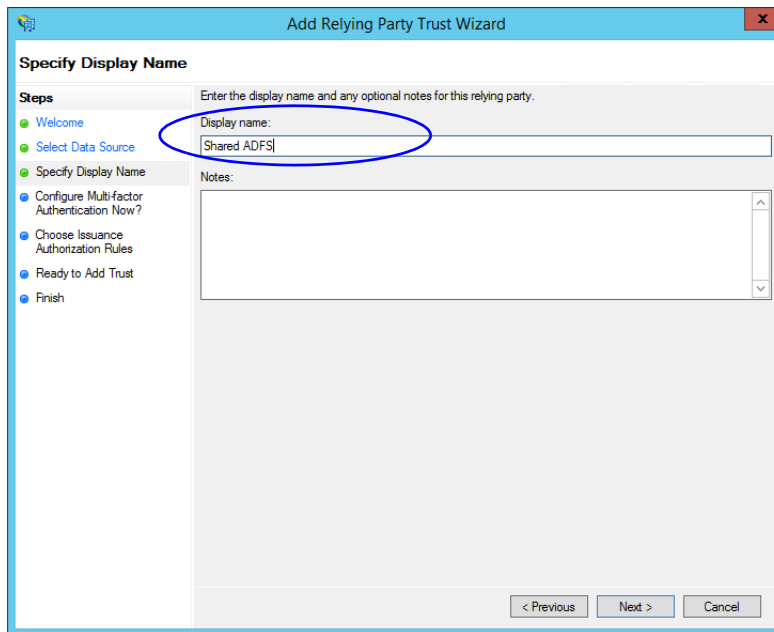 Add Relying Party Trust Wizard
x
Specify Display Name
Steps
Welcome
Select Data Source
Specify Display Name
Configure Multi-factor
Authentication Now?
Choose Issuance
Authorization Rules
Ready to Add Trust
Finish
Enter the display name and any optional notes for this relying party.
Display name:
Shared ADFS
Notes:
< Previous
Next >
Cancel